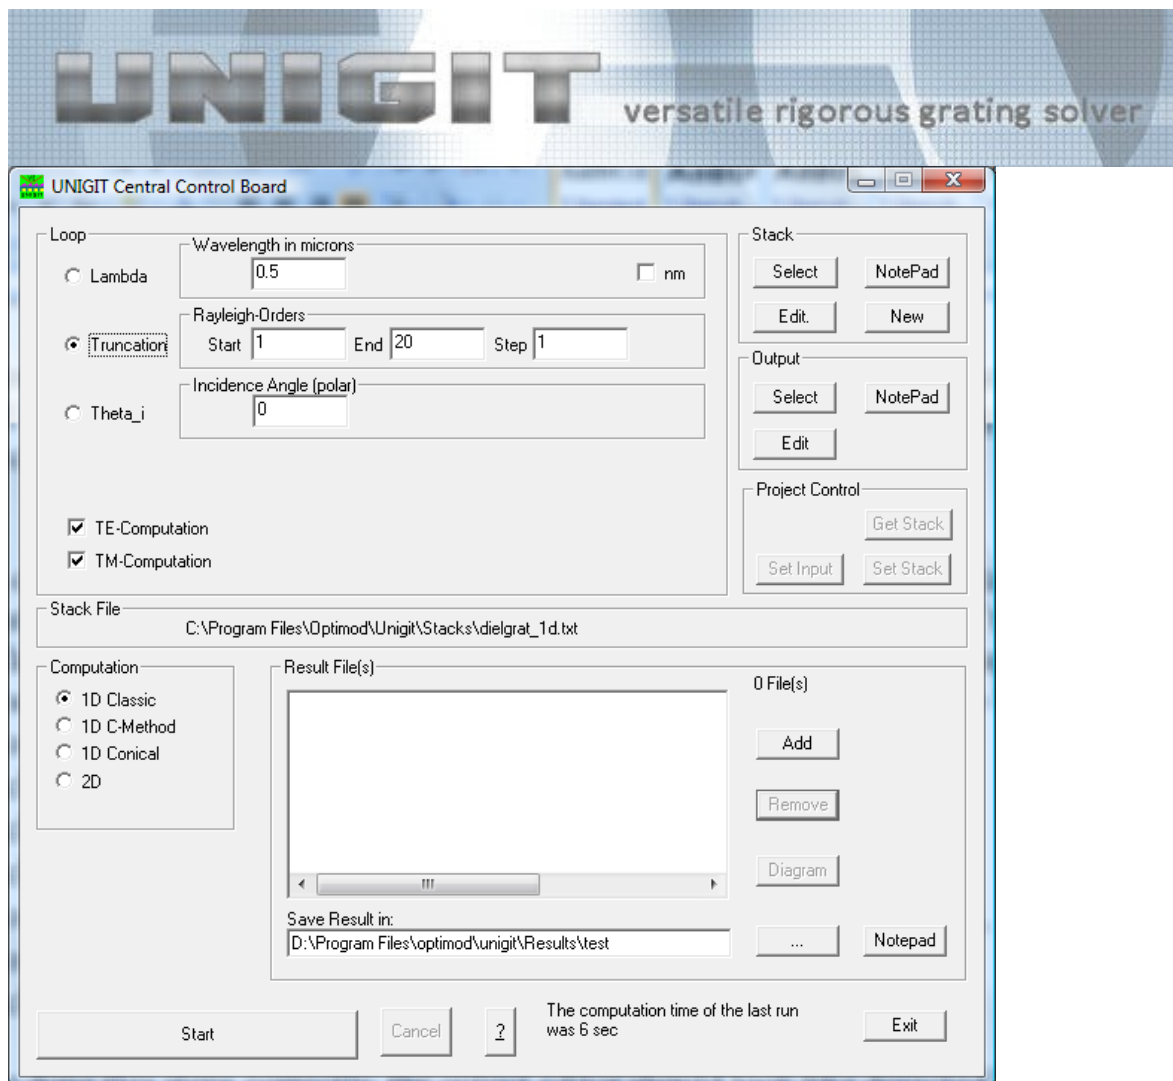 UNIGIT
versatile rigorous grating solver
UNIGIT Central Control Board
Loop
Wavelength in microns
Lambda
0.5
nm
Rayleigh-Orders
Truncation
Start 1 End 20 Step 1
Incidence Angle (polar)
Theta_i
0
TE-Computation
TM-Computation
Stack
Select NotePad
Edit. New
Output
Select NotePad
Edit
Project Control
Get Stack
Set Input Set Stack
Stack File
C:\Program Files\Optimod\Unigit\Stacks\dielgrat_1d.txt
Computation
1D Classic
1D C-Method
1D Conical
2D
Result File(s)
0 File(s)
Add
Remove
Diagram
Save Result in:
D:\Program Files\optimod\unigit\Results\test
... Notepad
Start
Cancel
?
The computation time of the last run
was 6 sec
Exit